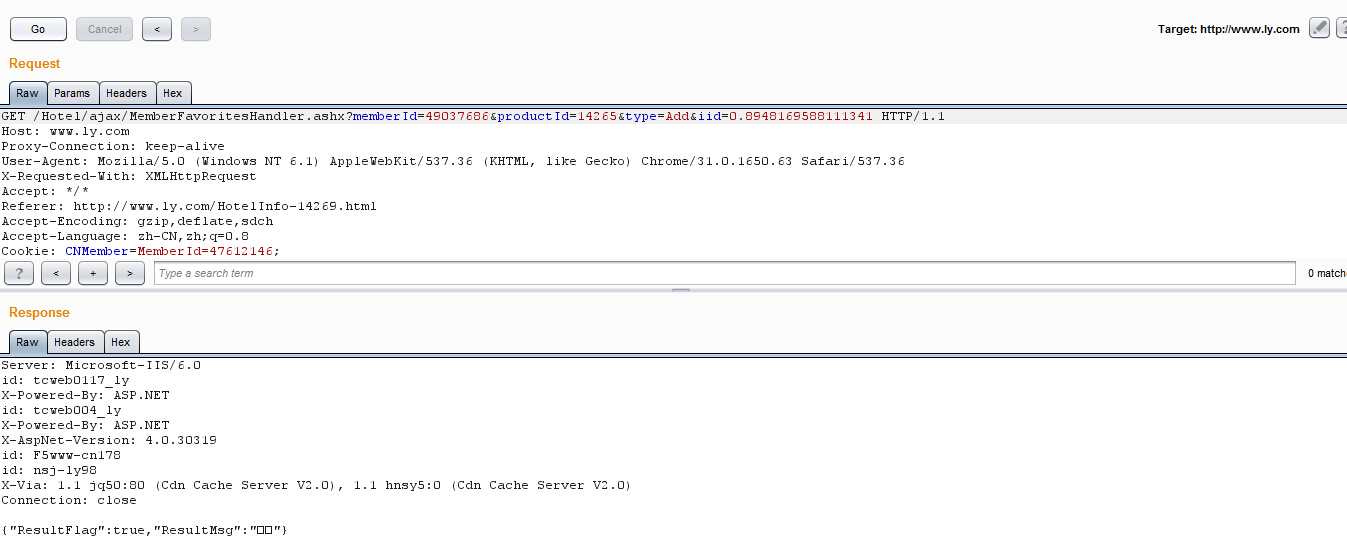 Go Cancel < > Target: http://www.ly.com ?
Request
Raw Params Headers Hex
GET /Hotel/ajax/MemberFavoritesHandler.ashx?memberId=49037686&productId=14265&type=Add&iid=0.8948169588111341 HTTP/1.1
Host: www.ly.com
Proxy-Connection: keep-alive
User-Agent: Mozilla/5.0 (Windows NT 6.1) AppleWebKit/537.36 (KHTML, like Gecko) Chrome/31.0.1650.63 Safari/537.36
X-Requested-With: XMLHttpRequest
Accept: */*
Referer: http://www.ly.com/HotelInfo-14269.html
Accept-Encoding: gzip,deflate,sdch
Accept-Language: zh-CN,zh;q=0.8
Cookie: CNMember=MemberId=47612146;
? < + > Type a search term 0 match
Response
Raw Headers Hex
Server: Microsoft-IIS/6.0
id: tcweb0117_ly
X-Powered-By: ASP.NET
id: tcweb004_ly
X-Powered-By: ASP.NET
X-AspNet-Version: 4.0.30319
id: F5www-cn178
id: nsj-ly98
X-Via: 1.1 jq50:80 (Cdn Cache Server V2.0), 1.1 hnsy5:0 (Cdn Cache Server V2.0)
Connection: close
{"ResultFlag":true,"ResultMsg":"□□"}